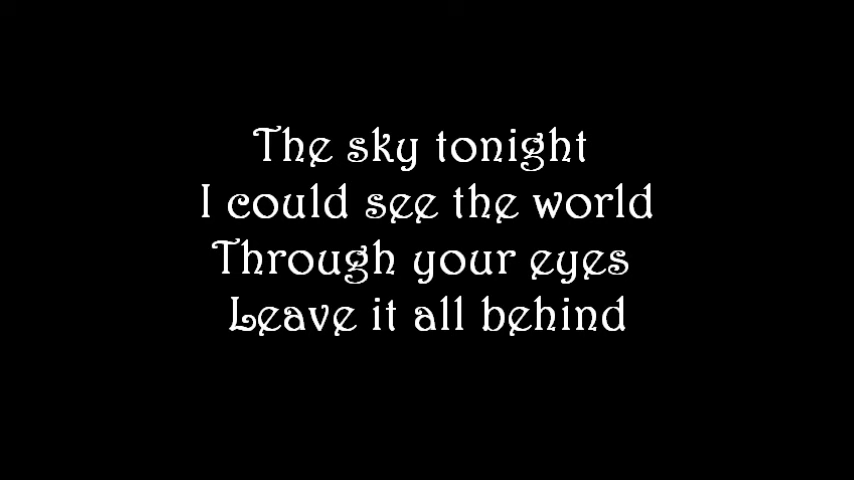 The sky tonight
I could see the world
Through your eyes
Leave it all behind